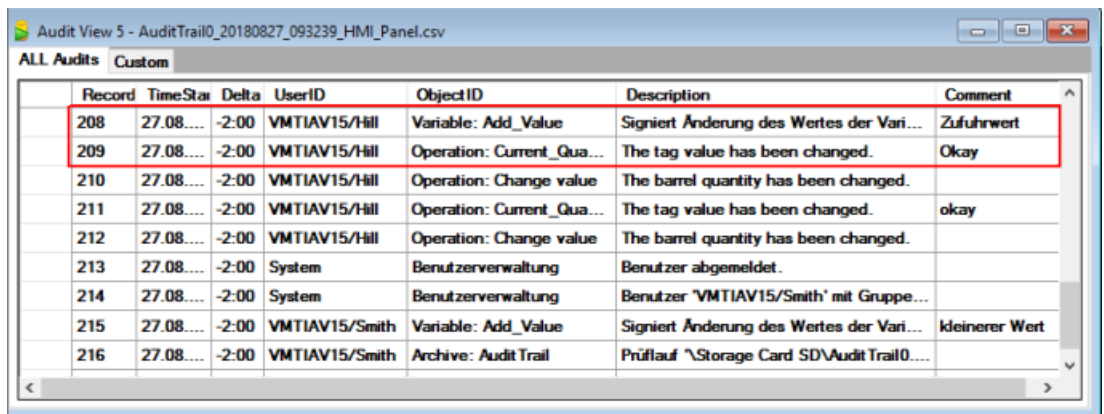 Audit View 5 - AuditTrail0_20180827_093239_HMI_Panel.csv
ALL Audits Custom
Record TimeStar Delta UserID ObjectID Description Comment
208 27.08.... -2:00 VMTIAV15/Hill Variable: Add_Value Signiert Änderung des Wertes der Vari... Zufuhrwert
209 27.08.... -2:00 VMTIAV15/Hill Operation: Current_Qua... The tag value has been changed. Okay
210 27.08.... -2:00 VMTIAV15/Hill Operation: Change value The barrel quantity has been changed.
211 27.08.... -2:00 VMTIAV15/Hill Operation: Current_Qua... The tag value has been changed. okay
212 27.08.... -2:00 VMTIAV15/Hill Operation: Change value The barrel quantity has been changed.
213 27.08.... -2:00 System Benutzerverwaltung Benutzer abgemeldet.
214 27.08.... -2:00 System Benutzerverwaltung Benutzer 'VMTIAV15/Smith' mit Gruppe...
215 27.08.... -2:00 VMTIAV15/Smith Variable: Add_Value Signiert Änderung des Wertes der Vari... kleinerer Wert
216 27.08.... -2:00 VMTIAV15/Smith Archive: AuditTrail Prüflauf '\Storage Card SD\AuditTrail0....